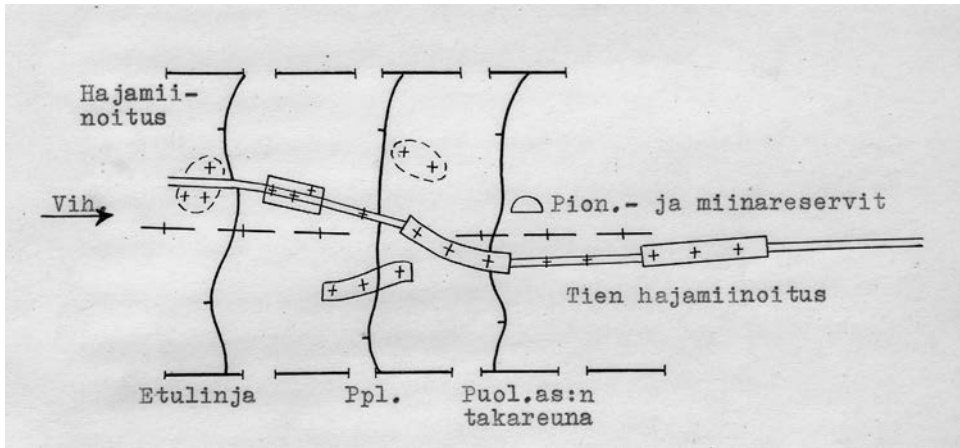 Hajamii-
noitus
Vih.
Pion.- ja miinareservit
Tien hajamiinoitus
Etulinja
Ppl.
Puol.as:n
takareuna